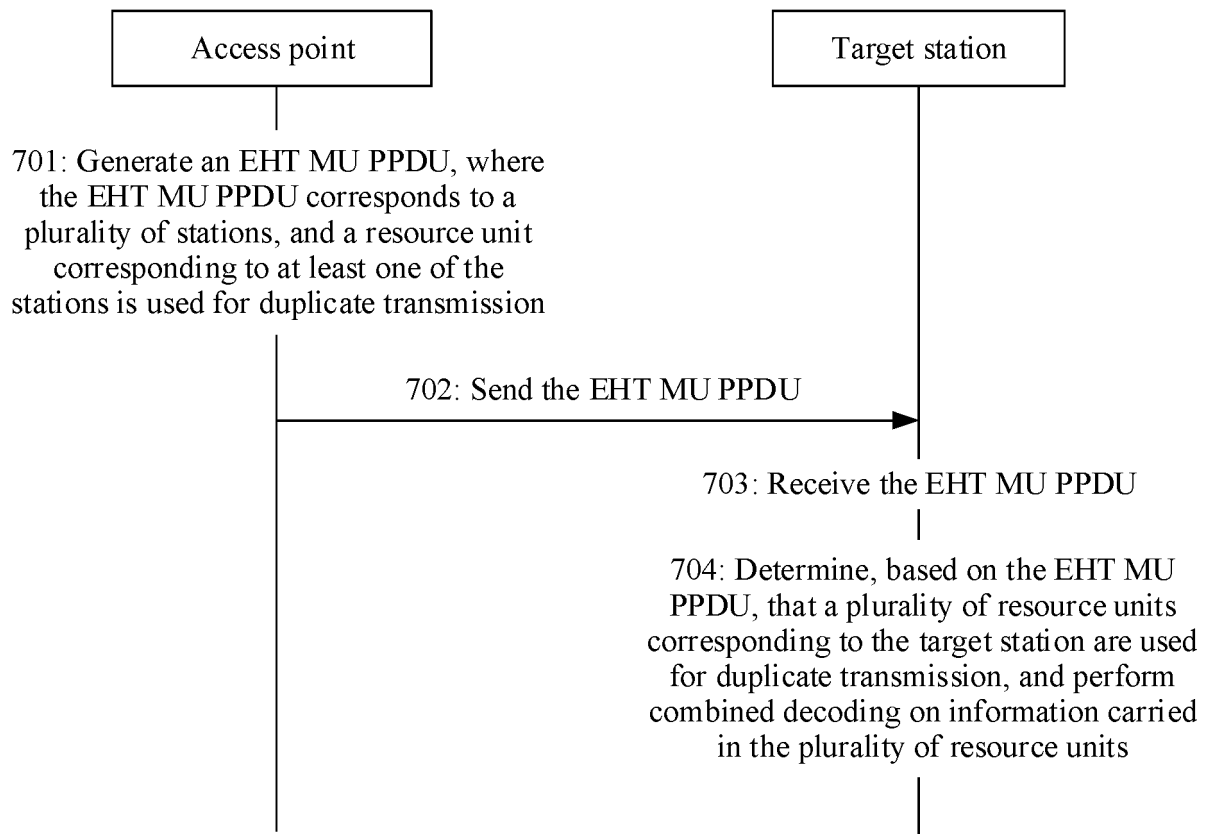 Access point
Target station
701: Generate an EHT MU PPDU, where
the EHT MU PPDU corresponds to a
plurality of stations, and a resource unit
corresponding to at least one of the
stations is used for duplicate transmission
702: Send the EHT MU PPDU
703: Receive the EHT MU PPDU
704: Determine, based on the EHT MU
PPDU, that a plurality of resource units
corresponding to the target station are used
for duplicate transmission, and perform
combined decoding on information carried
in the plurality of resource units